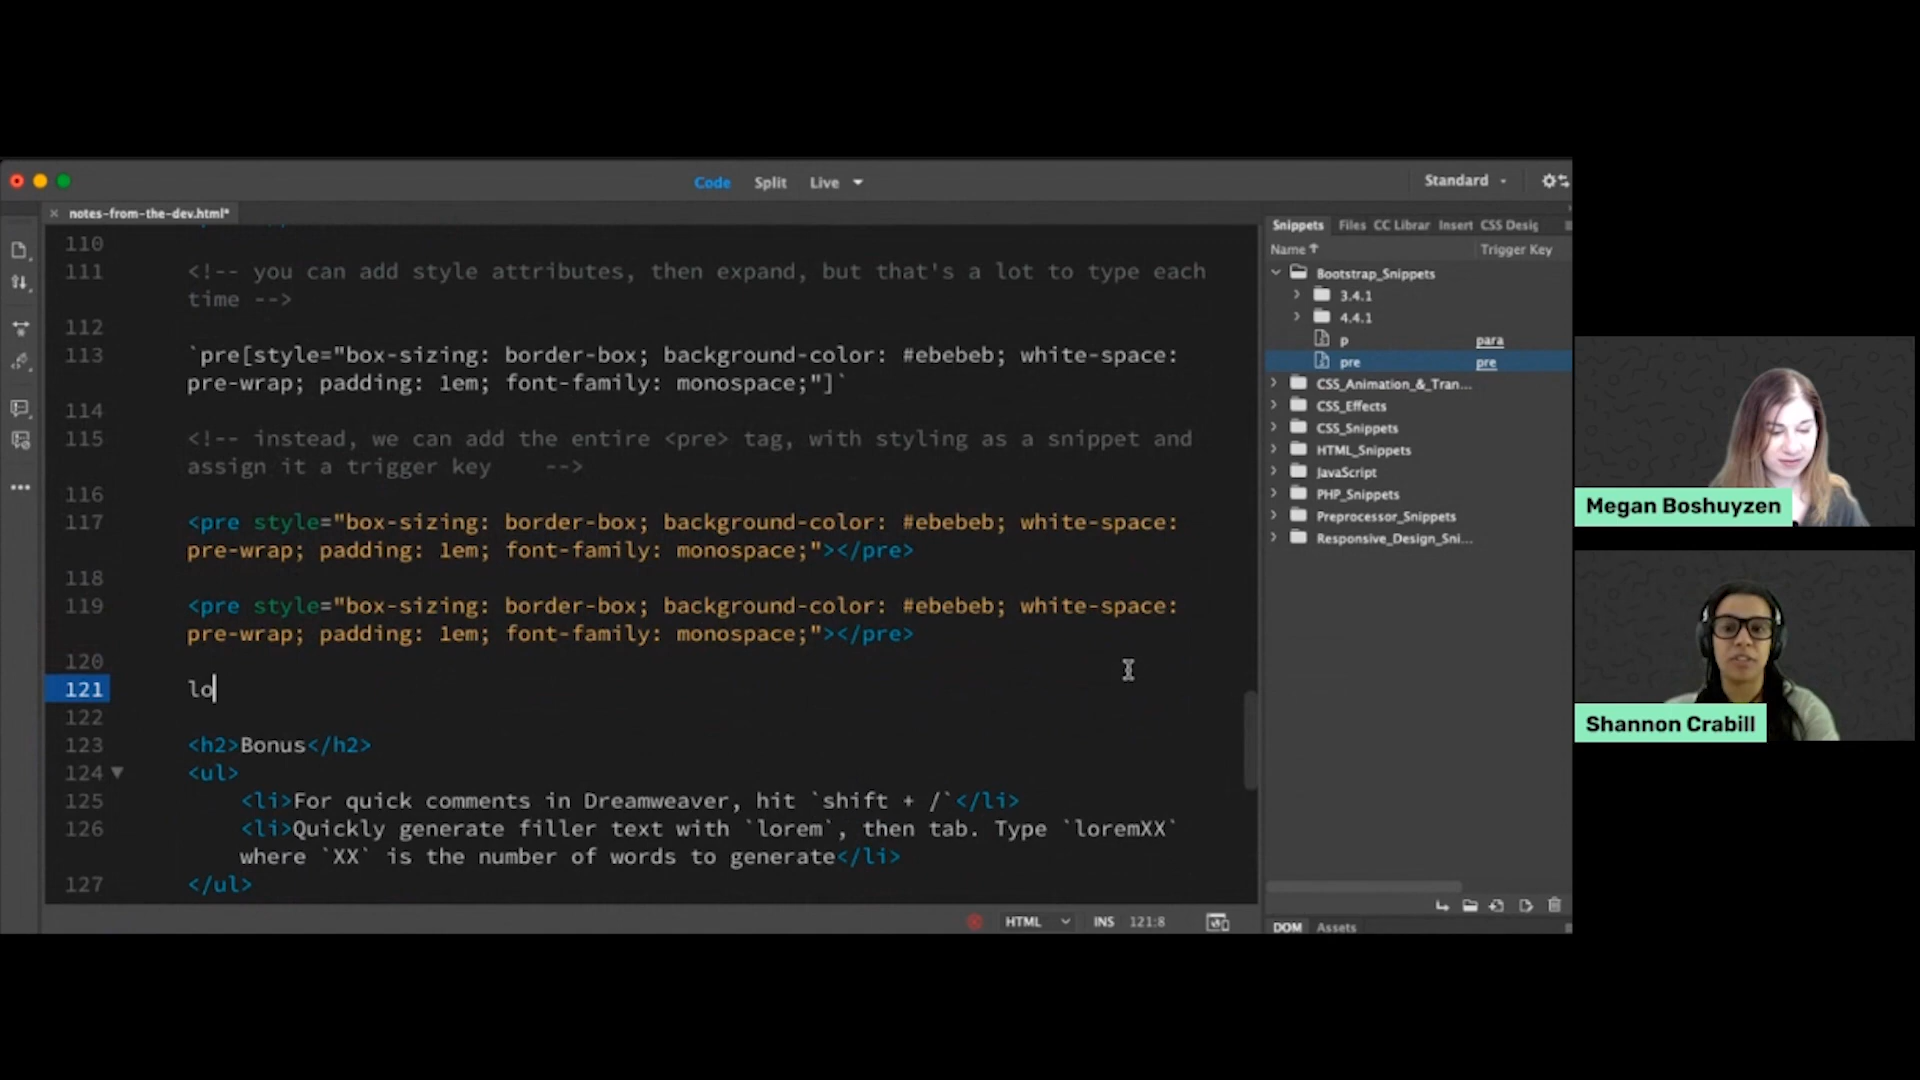 Code Split Live
Standard
notes-from-the-dev.html*
110
111 <!-- you can add style attributes, then expand, but that's a lot to type each
time -->
112
113 `pre[style="box-sizing: border-box; background-color: #ebebeb; white-space:
pre-wrap; padding: 1em; font-family: monospace;"]`
114
115 <!-- instead, we can add the entire <pre> tag, with styling as a snippet and
assign it a trigger key    -->
116
117 <pre style="box-sizing: border-box; background-color: #ebebeb; white-space:
pre-wrap; padding: 1em; font-family: monospace;"></pre>
118
119 <pre style="box-sizing: border-box; background-color: #ebebeb; white-space:
pre-wrap; padding: 1em; font-family: monospace;"></pre>
120
121 lo
122
123 <h2>Bonus</h2>
124 <ul>
125 <li>For quick comments in Dreamweaver, hit `shift + /`</li>
126 <li>Quickly generate filler text with `lorem`, then tab. Type `loremXX`
where `XX` is the number of words to generate</li>
127 </ul>
HTML INS 121:8
Snippets Files CC Librar Insert CSS Desig
Name Trigger Key
Bootstrap_Snippets
3.4.1
4.4.1
p para
pre pre
CSS_Animation_&_Tran...
CSS_Effects
CSS_Snippets
HTML_Snippets
JavaScript
PHP_Snippets
Preprocessor_Snippets
Responsive_Design_Sni...
DOM Assets
Megan Boshuyzen
Shannon Crabill